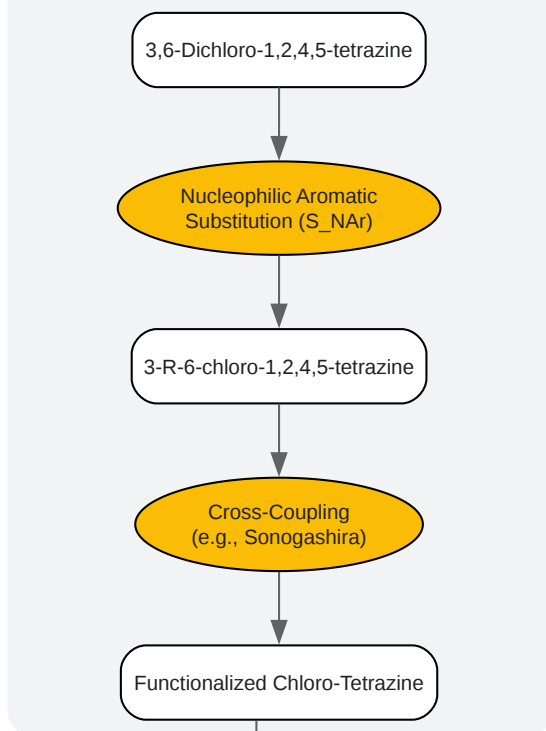 3,6-Dichloro-1,2,4,5-tetrazine
Nucleophilic Aromatic
Substitution (S_NAr)
3-R-6-chloro-1,2,4,5-tetrazine
Cross-Coupling
(e.g., Sonogashira)
Functionalized Chloro-Tetrazine